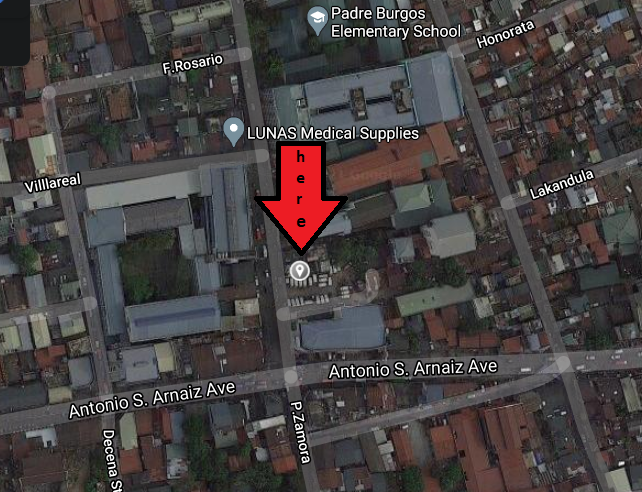 Padre Burgos
Elementary School
Honorata
F.Rosario
LUNAS Medical Supplies
Villlareal
here
Lakandula
Antonio S. Arnaiz Ave
Antonio S. Arnaiz Ave
P.Zamora
Decena St